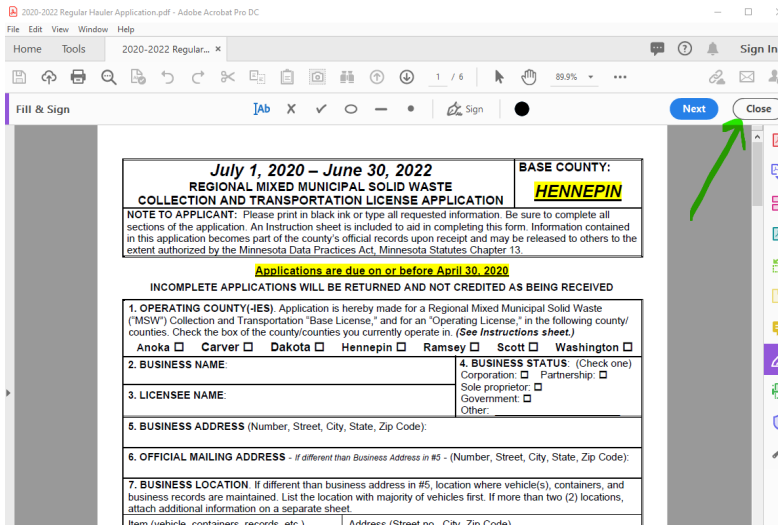 2020-2022 Regular Hauler Application.pdf - Adobe Acrobat Pro DC
File Edit View Window Help
Home Tools 2020-2022 Regular... × Sign In
1 / 6 89.9%
Fill & Sign Ab Sign Next Close
July 1, 2020 – June 30, 2022
REGIONAL MIXED MUNICIPAL SOLID WASTE
COLLECTION AND TRANSPORTATION LICENSE APPLICATION
BASE COUNTY:
HENNEPIN
NOTE TO APPLICANT: Please print in black ink or type all requested information. Be sure to complete all
sections of the application. An Instruction sheet is included to aid in completing this form. Information contained
in this application becomes part of the county's official records upon receipt and may be released to others to the
extent authorized by the Minnesota Data Practices Act, Minnesota Statutes Chapter 13.
Applications are due on or before April 30, 2020
INCOMPLETE APPLICATIONS WILL BE RETURNED AND NOT CREDITED AS BEING RECEIVED
1. OPERATING COUNTY(-IES). Application is hereby made for a Regional Mixed Municipal Solid Waste
("MSW") Collection and Transportation "Base License," and for an "Operating License," in the following county/
counties. Check the box of the county/counties you operate in. (See Instructions sheet.)
Anoka ☐ Carver ☐ Dakota ☐ Hennepin ☐ Ramsey ☐ Scott ☐ Washington ☐
2. BUSINESS NAME:
3. LICENSEE NAME:
4. BUSINESS STATUS: (Check one)
Corporation: ☐ Partnership: ☐
Sole proprietor: ☐
Government: ☐
Other:
5. BUSINESS ADDRESS (Number, Street, City, State, Zip Code):
6. OFFICIAL MAILING ADDRESS - If different than Business Address in #5 - (Number, Street, City, State, Zip Code):
7. BUSINESS LOCATION. If different than business address in #5, location where vehicle(s), containers, and
business records are maintained. List the location with majority of vehicles first. If more than two (2) locations,
attach additional information on a separate sheet.
Item (vehicle, containers, records, etc.) Address (Street no., City, Zip Code)